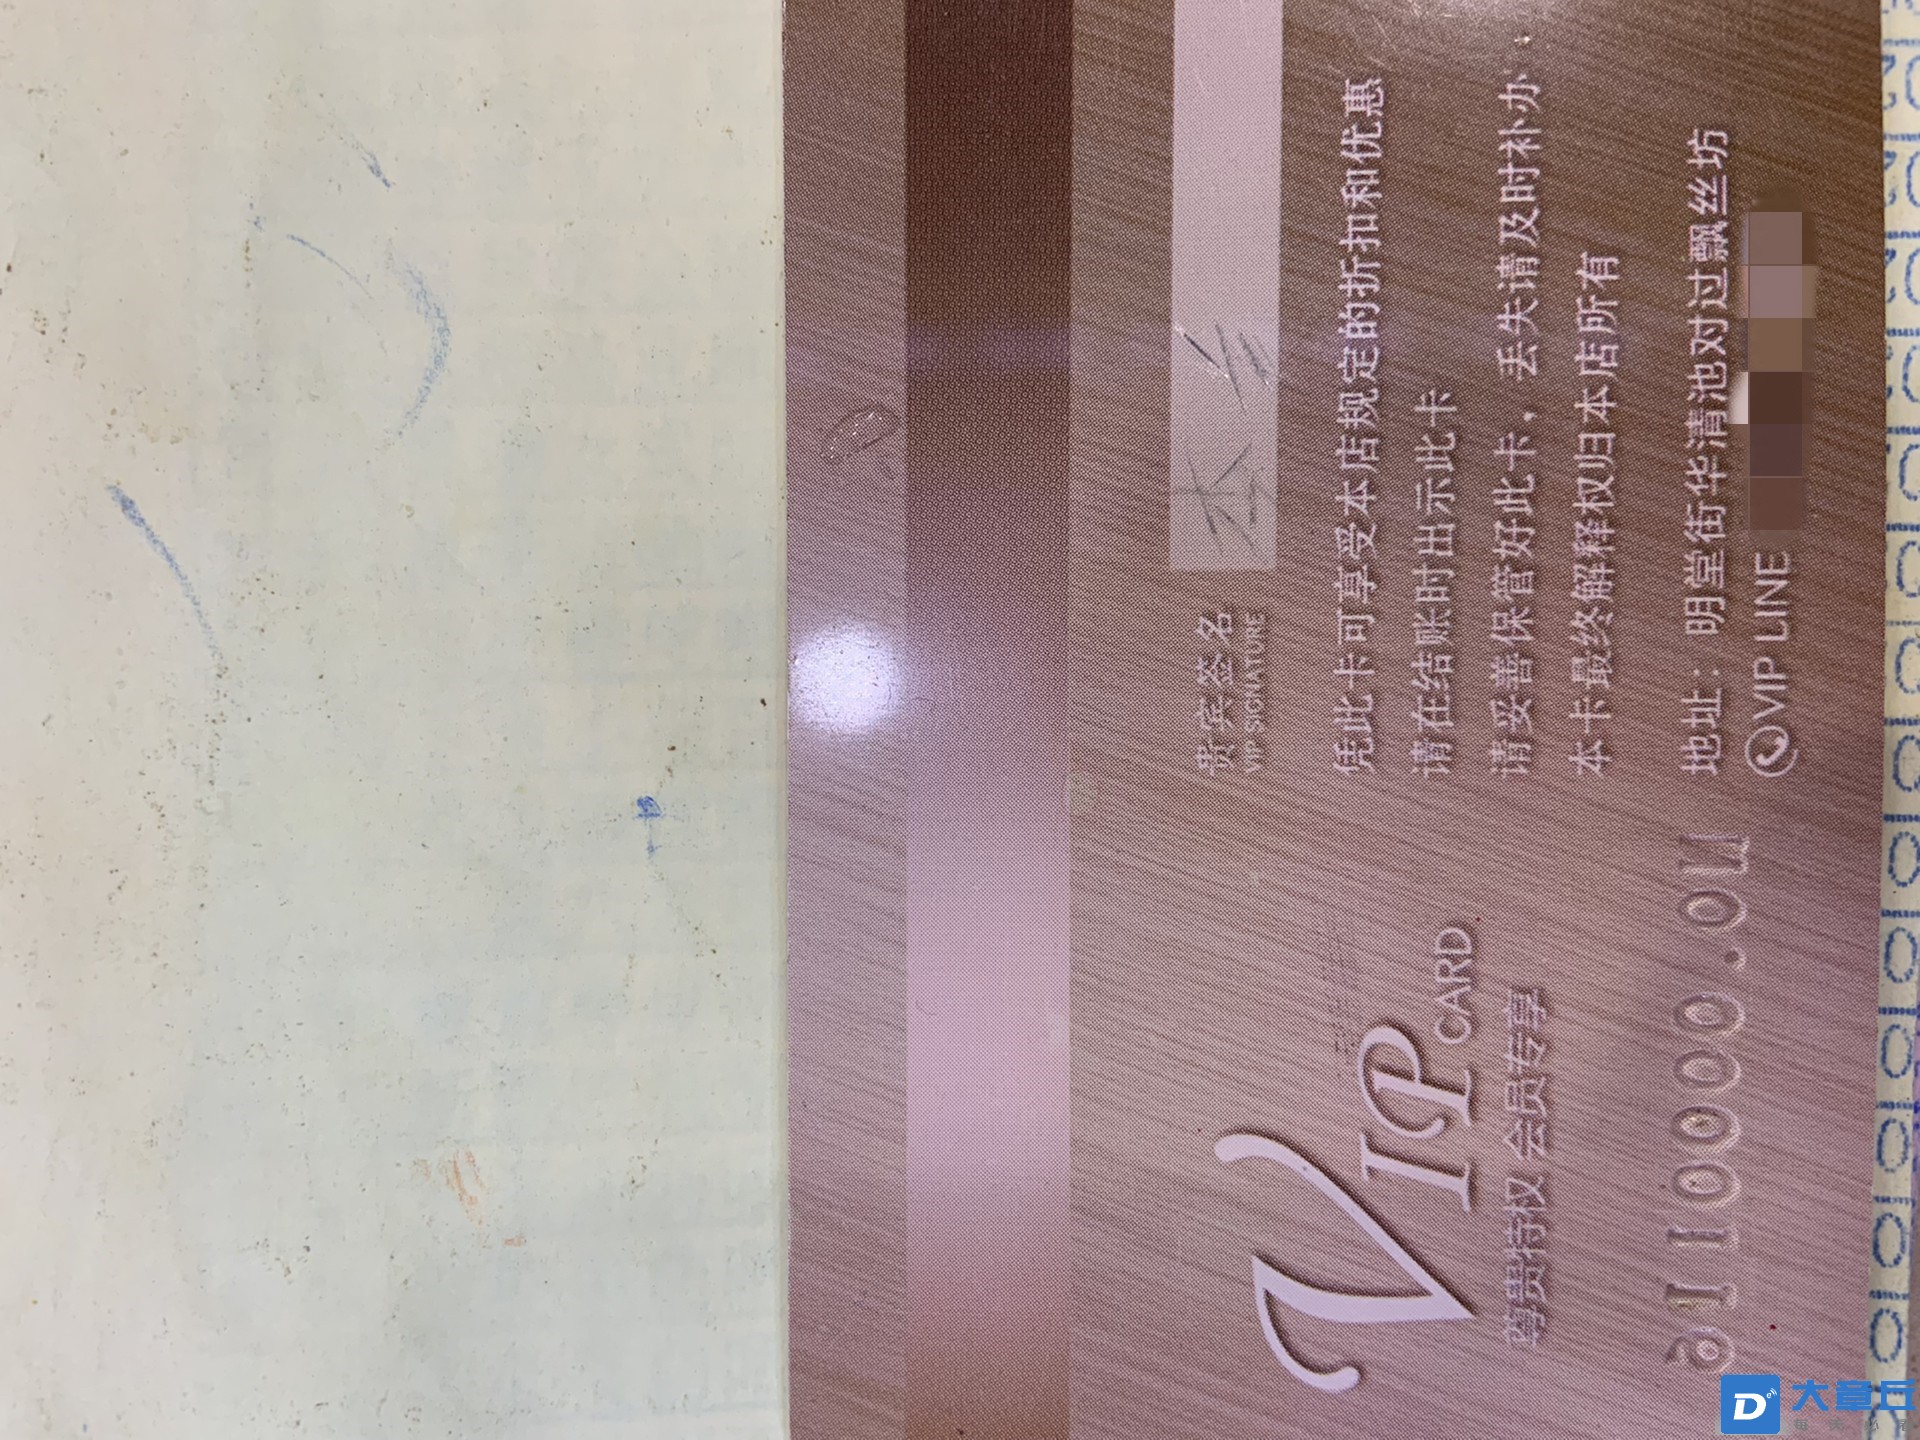 贵宾签名
VIP SIGNATURE
凭此卡可享受本店规定的折扣和优惠
请在结账时出示此卡
请妥善保管好此卡，丢失请及时补办．
本卡最终解释权归本店所有
地址：明堂街华清池对过飘丝坊
VIP LINE
VIP CARD
尊贵特权 会员专享
大章丘